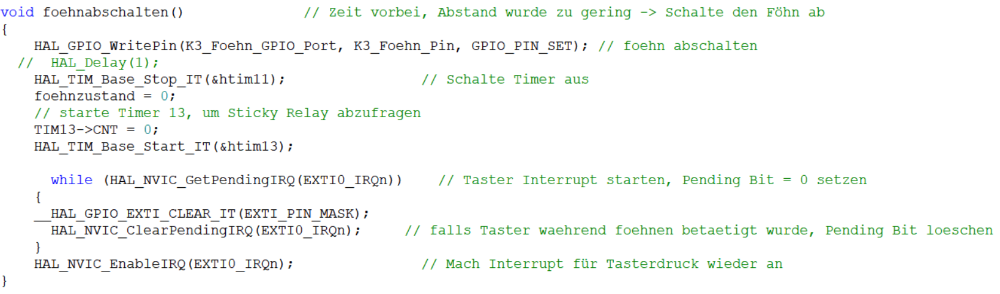 void foehnabschalten()                // Zeit vorbei, Abstand wurde zu gering -> Schalte den Föhn ab
{
    HAL_GPIO_WritePin(K3_Foehn_GPIO_Port, K3_Foehn_Pin, GPIO_PIN_SET); // foehn abschalten
  //  HAL_Delay(1);
    HAL_TIM_Base_Stop_IT(&htim11);                // Schalte Timer aus
    foehnzustand = 0;
    // starte Timer 13, um Sticky Relay abzufragen
    TIM13->CNT = 0;
    HAL_TIM_Base_Start_IT(&htim13);

      while (HAL_NVIC_GetPendingIRQ(EXTI0_IRQn))    // Taster Interrupt starten, Pending Bit = 0 setzen
    {
    __HAL_GPIO_EXTI_CLEAR_IT(EXTI_PIN_MASK);
      HAL_NVIC_ClearPendingIRQ(EXTI0_IRQn);     // falls Taster waehrend foehnen betaetigt wurde, Pending Bit loeschen
    }
    HAL_NVIC_EnableIRQ(EXTI0_IRQn);               // Mach Interrupt für Tasterdruck wieder an
}